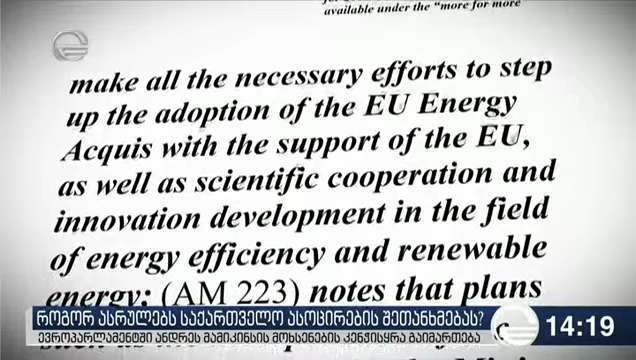 available under the "more for more
make all the necessary efforts to step
up the adoption of the EU Energy
Acquis with the support of the EU,
as well as scientific cooperation and
innovation development in the field
of energy efficiency and renewable
energy; (AM 223) notes that plans
როგორ ასრულებს საქართველო ასოცირების შეთანხმებას?
ევროპარლამენტში ანდრეს მამიკინსის მოხსენების კენჭისყრა გაიმართება
14:19